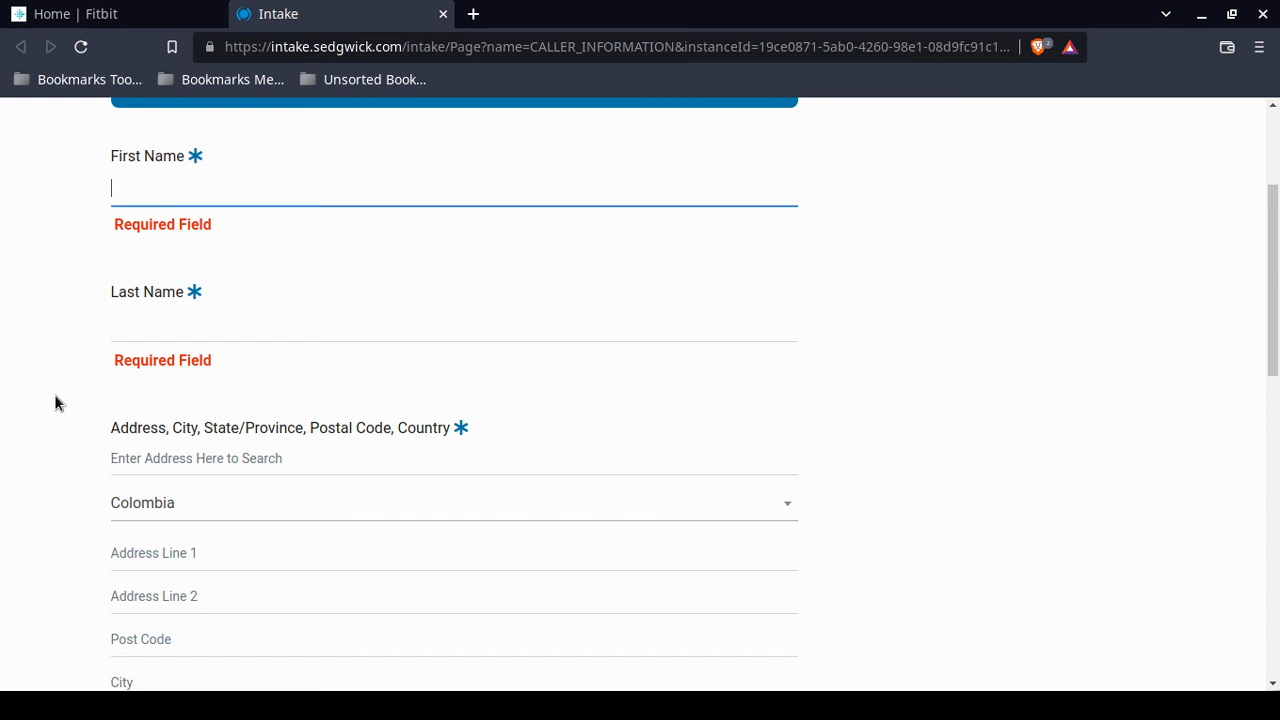 Home | Fitbit
Intake
https://intake.sedgwick.com/intake/Page?name=CALLER_INFORMATION&instanceId=19ce0871-5ab0-4260-98e1-08d9fc91c1...
2
Bookmarks Too...
Bookmarks Me...
Unsorted Book...
First Name *
Required Field
Last Name *
Required Field
Address, City, State/Province, Postal Code, Country *
Enter Address Here to Search
Colombia
Address Line 1
Address Line 2
Post Code
City